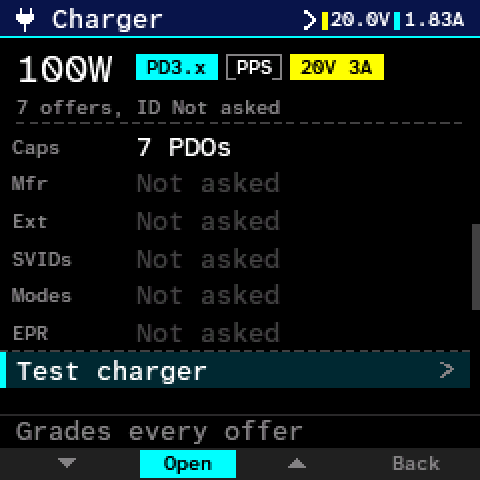 Charger 20.0V 1.83A
100W PD3.x PPS 20V 3A
7 offers, ID Not asked
Caps 7 PDOs
Mfr Not asked
Ext Not asked
SVIDs Not asked
Modes Not asked
EPR Not asked
Test charger >
Grades every offer
Open Back